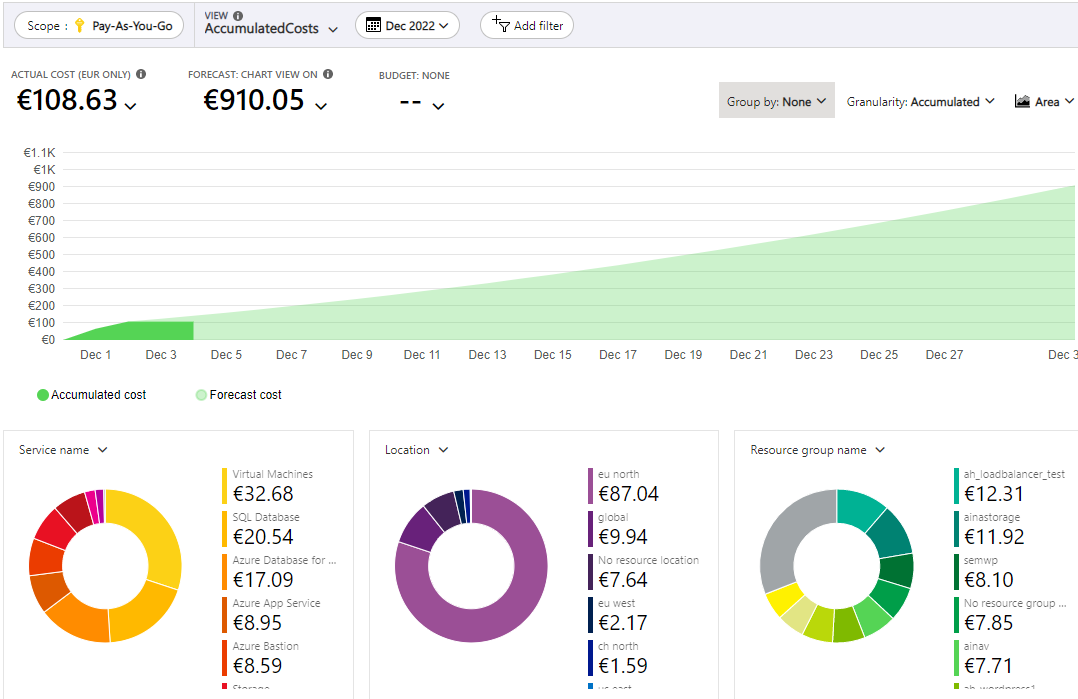 Scope : Pay-As-You-Go
VIEW
AccumulatedCosts
Dec 2022
Add filter
ACTUAL COST (EUR ONLY)
€108.63
FORECAST: CHART VIEW ON
€910.05
BUDGET: NONE
--
Group by: None
Granularity: Accumulated
Area
€1.1K
€1K
€900
€800
€700
€600
€500
€400
€300
€200
€100
€0
Dec 1 Dec 3 Dec 5 Dec 7 Dec 9 Dec 11 Dec 13 Dec 15 Dec 17 Dec 19 Dec 21 Dec 23 Dec 25 Dec 27 Dec 3
Accumulated cost Forecast cost
Service name
Virtual Machines
€32.68
SQL Database
€20.54
Azure Database for ...
€17.09
Azure App Service
€8.95
Azure Bastion
€8.59
Storage
Location
eu north
€87.04
global
€9.94
No resource location
€7.64
eu west
€2.17
ch north
€1.59
us east
Resource group name
ah_loadbalancer_test
€12.31
ainastorage
€11.92
semwp
€8.10
No resource group ...
€7.85
ainav
€7.71
ah_wordpress1